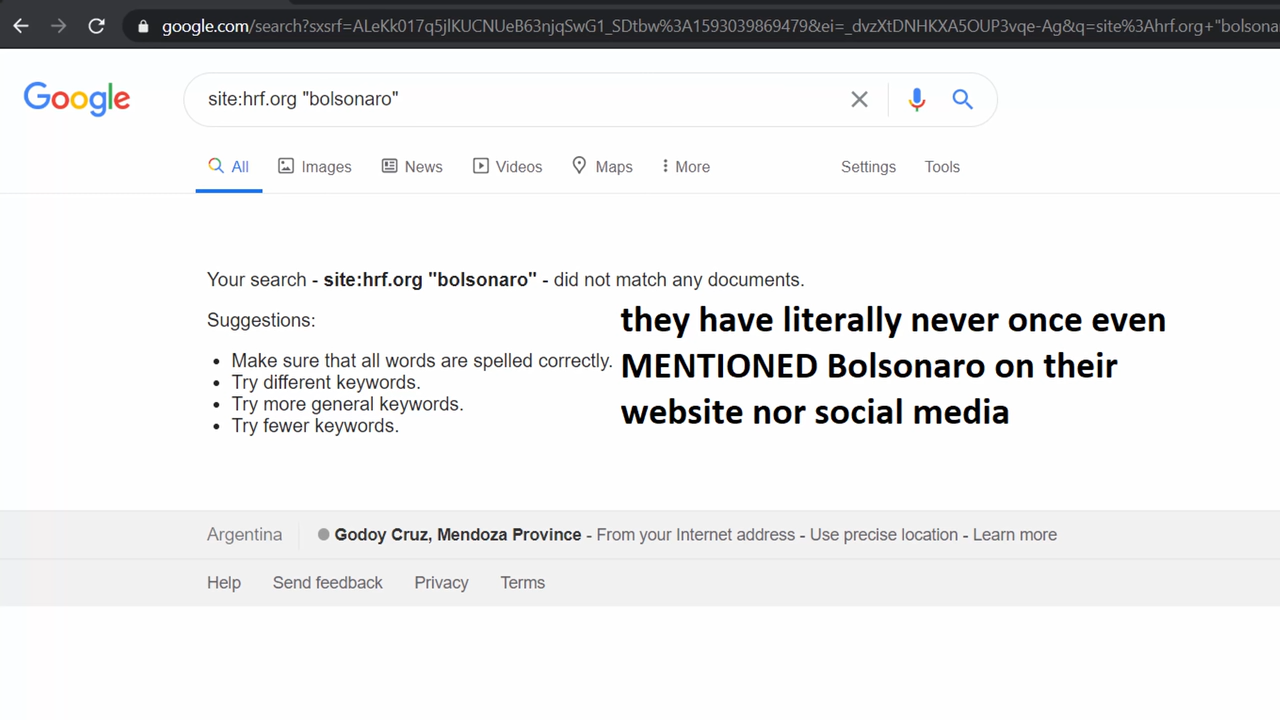 google.com/search?sxsrf=ALeKk017q5jlKUCNUeB63njqSwG1_SDtbw%3A1593039869479&ei=_dvzXtDNHKXA5OUP3vqe-Ag&q=site%3Ahrf.org+"bolsona
Google
site:hrf.org "bolsonaro"
All Images News Videos Maps More Settings Tools
Your search - site:hrf.org "bolsonaro" - did not match any documents.
Suggestions:
Make sure that all words are spelled correctly.
Try different keywords.
Try more general keywords.
Try fewer keywords.
they have literally never once even
MENTIONED Bolsonaro on their
website nor social media
Argentina Godoy Cruz, Mendoza Province - From your Internet address - Use precise location - Learn more
Help Send feedback Privacy Terms